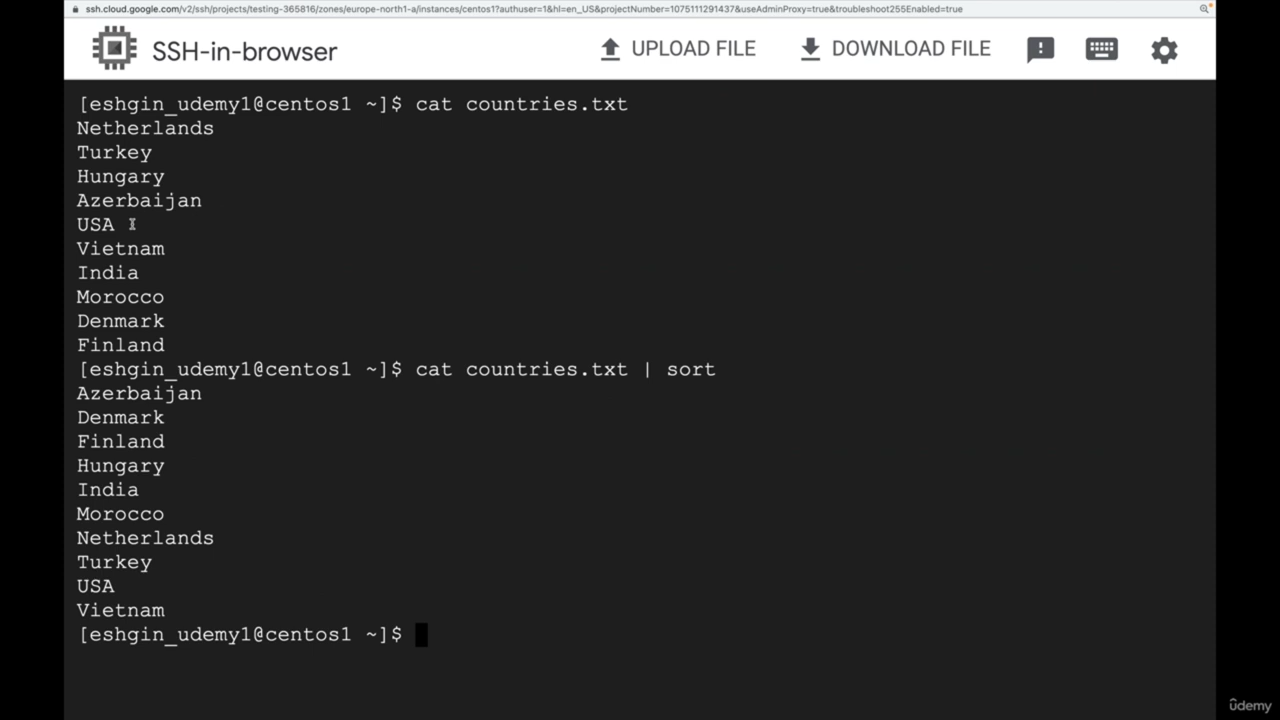 ssh.cloud.google.com/v2/ssh/projects/testing-365816/zones/europe-north1-a/instances/centos1?authuser=1&hl=en_US&projectNumber=1075111291437&useAdminProxy=true&troubleshoot255Enabled=true
SSH-in-browser UPLOAD FILE DOWNLOAD FILE
[eshgin_udemy1@centos1 ~]$ cat countries.txt
Netherlands
Turkey
Hungary
Azerbaijan
USA
Vietnam
India
Morocco
Denmark
Finland
[eshgin_udemy1@centos1 ~]$ cat countries.txt | sort
Azerbaijan
Denmark
Finland
Hungary
India
Morocco
Netherlands
Turkey
USA
Vietnam
[eshgin_udemy1@centos1 ~]$
udemy